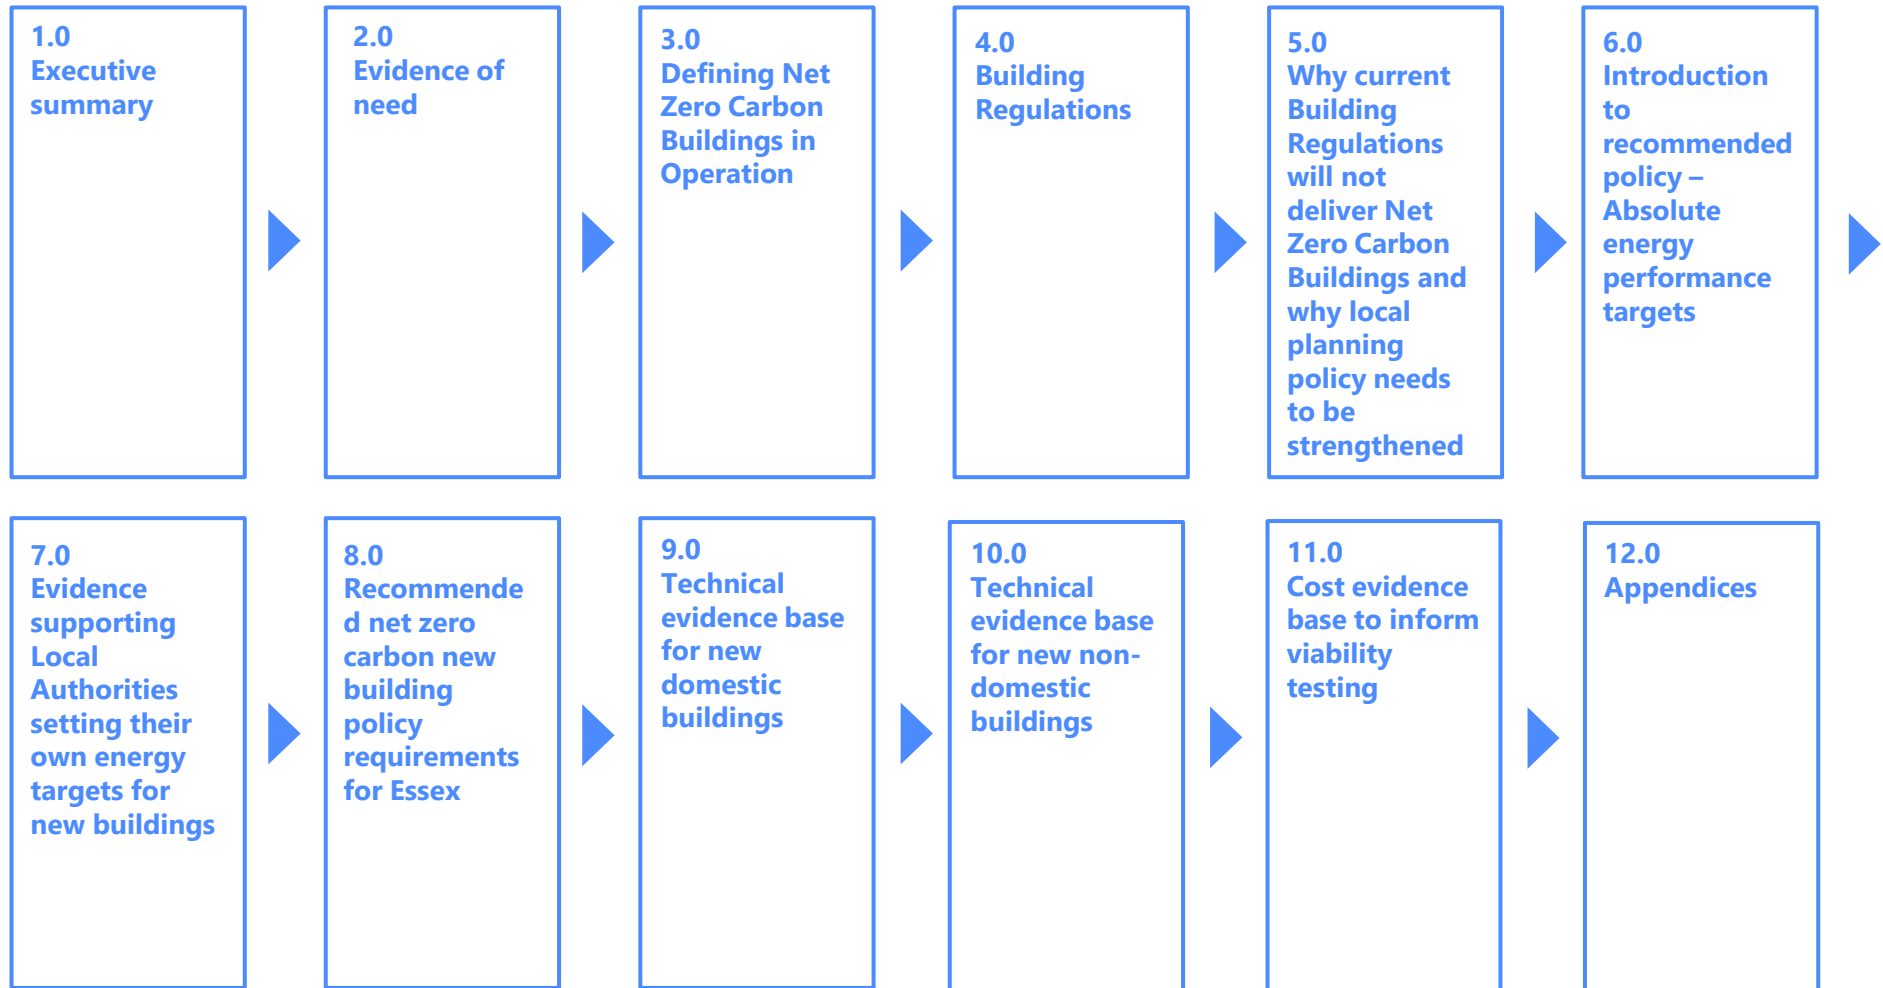 1.0
Executive
summary
2.0
Evidence of
need
3.0
Defining Net
Zero Carbon
Buildings in
Operation
4.0
Building
Regulations
5.0
Why current
Building
Regulations
will not
deliver Net
Zero Carbon
Buildings and
why local
planning
policy needs
to be
strengthened
6.0
Introduction
to
recommended
policy –
Absolute
energy
performance
targets
7.0
Evidence
supporting
Local
Authorities
setting their
own energy
targets for
new buildings
8.0
Recommende
d net zero
carbon new
building
policy
requirements
for Essex
9.0
Technical
evidence base
for new
domestic
buildings
10.0
Technical
evidence base
for new non-
domestic
buildings
11.0
Cost evidence
base to inform
viability
testing
12.0
Appendices